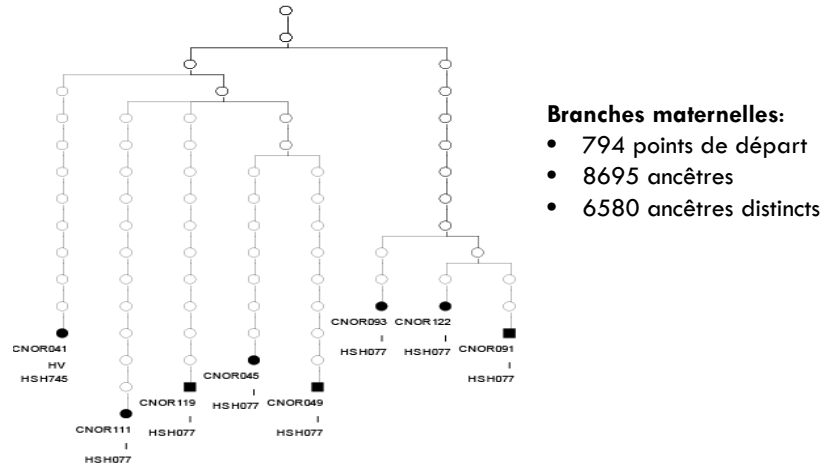 Branches maternelles:
• 794 points de départ
• 8695 ancêtres
• 6580 ancêtres distincts
CNOR041
HV
HSH745
CNOR111
I
HSH077
CNOR119
I
HSH077
CNOR045
I
HSH077
CNOR049
I
HSH077
CNOR093
I
HSH077
CNOR122
I
HSH077
CNOR091
I
HSH077